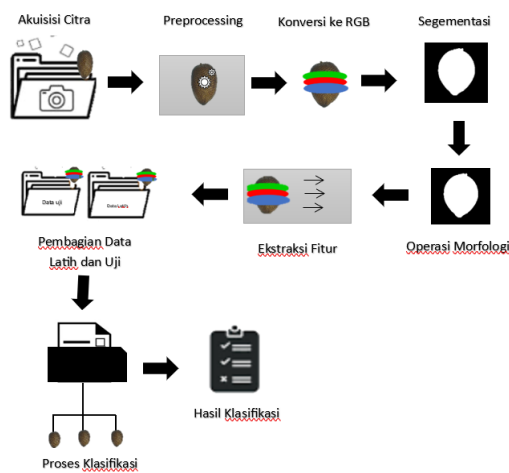 Akuisisi Citra
Preprocessing
Konversi ke RGB
Segementasi
Operasi Morfologi
Ekstraksi Fitur
Data uji
Pembagian Data
Latih dan Uji
Proses Klasifikasi
Hasil Klasifikasi